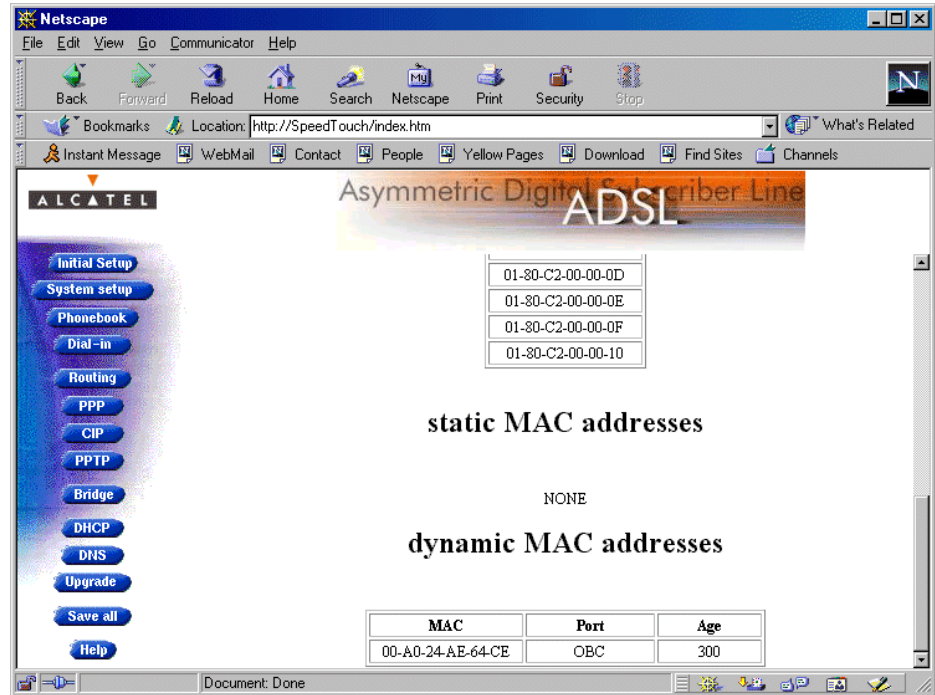 Netscape
File Edit View Go Communicator Help
Back Forward Reload Home Search Netscape Print Security Stop
My
N
Bookmarks Location: http://SpeedTouch/index.htm What's Related
Instant Message WebMail Contact People Yellow Pages Download Find Sites Channels
ALCATEL
Asymmetric Digital Subscriber Line
ADSL
Initial Setup
System setup
Phonebook
Dial-in
Routing
PPP
CIP
PPTP
Bridge
DHCP
DNS
Upgrade
Save all
Help
01-80-C2-00-00-0D
01-80-C2-00-00-0E
01-80-C2-00-00-0F
01-80-C2-00-00-10
static MAC addresses
NONE
dynamic MAC addresses
MAC Port Age
00-A0-24-AE-64-CE OBC 300
Document: Done